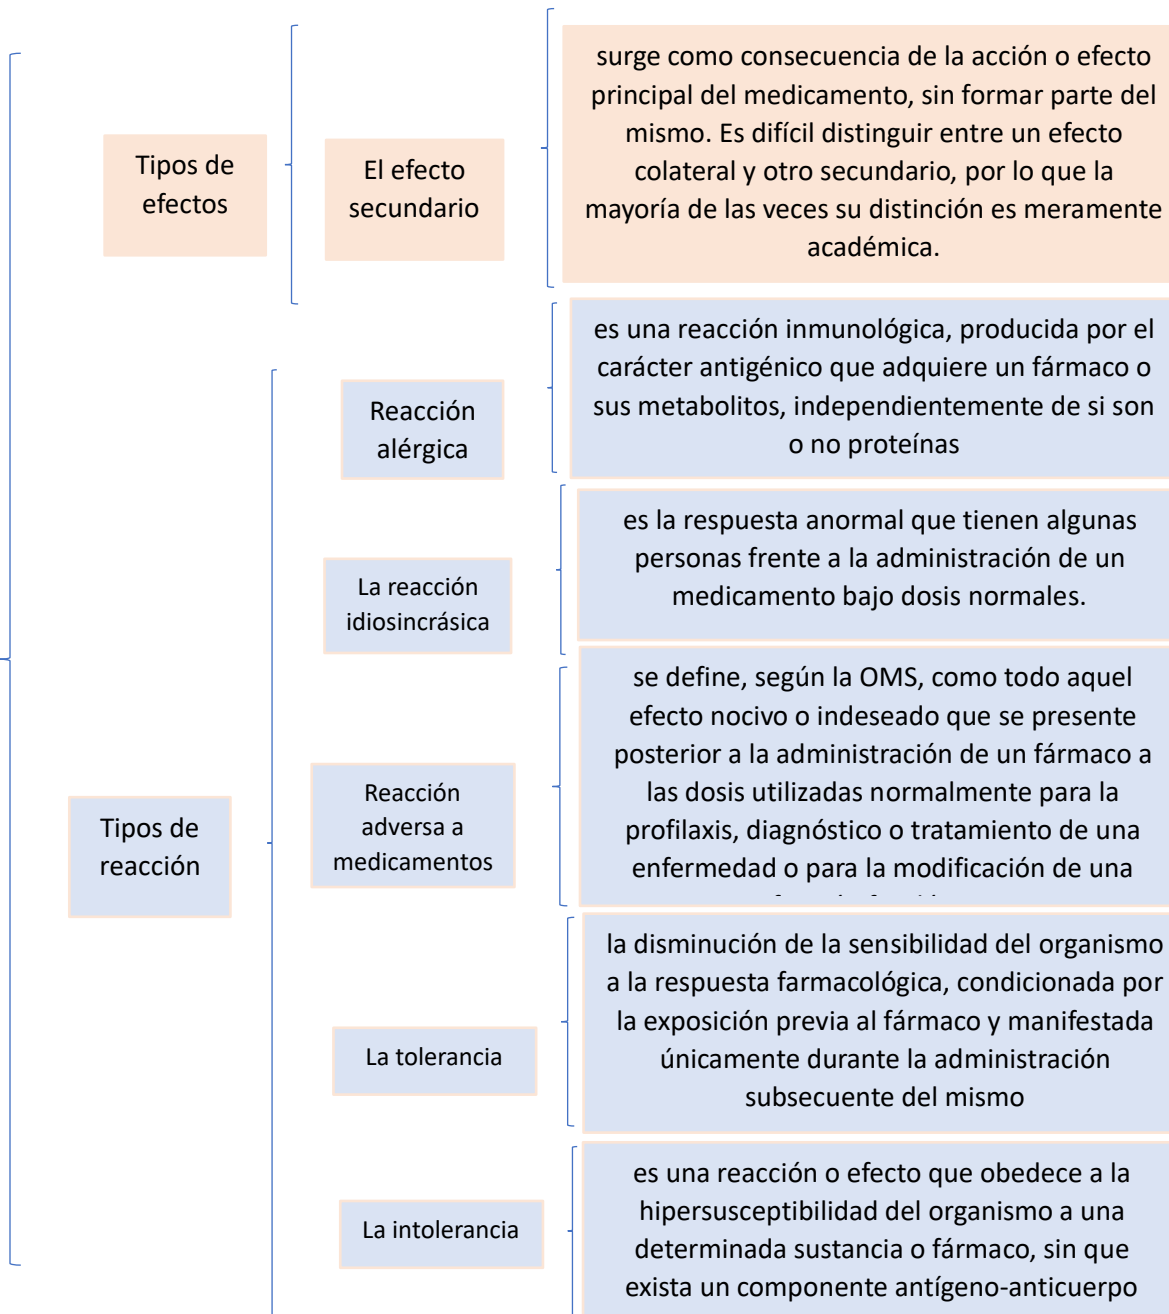 Tipos de
efectos
El efecto
secundario
surge como consecuencia de la acción o efecto
principal del medicamento, sin formar parte del
mismo. Es difícil distinguir entre un efecto
colateral y otro secundario, por lo que la
mayoría de las veces su distinción es meramente
académica.
Tipos de
reacción
Reacción
alérgica
es una reacción inmunológica, producida por el
carácter antigénico que adquiere un fármaco o
sus metabolitos, independientemente de si son
o no proteínas
La reacción
idiosincrásica
es la respuesta anormal que tienen algunas
personas frente a la administración de un
medicamento bajo dosis normales.
Reacción
adversa a
medicamentos
se define, según la OMS, como todo aquel
efecto nocivo o indeseado que se presente
posterior a la administración de un fármaco a
las dosis utilizadas normalmente para la
profilaxis, diagnóstico o tratamiento de una
enfermedad o para la modificación de una
La tolerancia
la disminución de la sensibilidad del organismo
a la respuesta farmacológica, condicionada por
la exposición previa al fármaco y manifestada
únicamente durante la administración
subsecuente del mismo
La intolerancia
es una reacción o efecto que obedece a la
hipersusceptibilidad del organismo a una
determinada sustancia o fármaco, sin que
exista un componente antígeno-anticuerpo